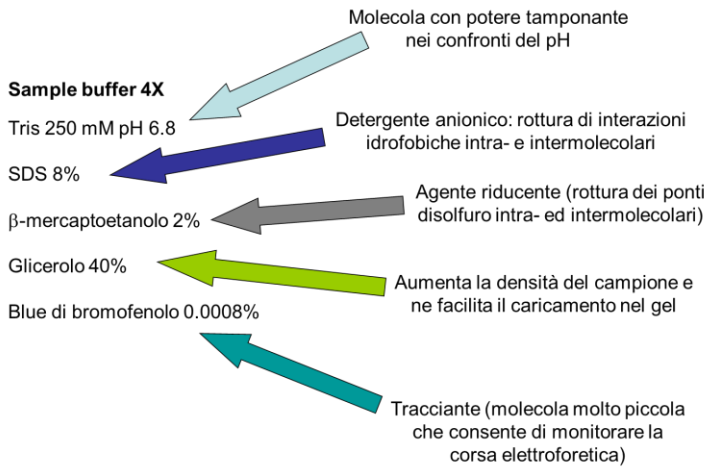 Molecola con potere tamponante
nei confronti del pH
Sample buffer 4X
Tris 250 mM pH 6.8
Detergente anionico: rottura di interazioni
idrofobiche intra- e intermolecolari
SDS 8%
Agente riducente (rottura dei ponti
disolfuro intra- ed intermolecolari)
β-mercaptoetanolo 2%
Glicerolo 40%
Aumenta la densità del campione e
ne facilita il caricamento nel gel
Blue di bromofenolo 0.0008%
Tracciante (molecola molto piccola
che consente di monitorare la
corsa elettroforetica)